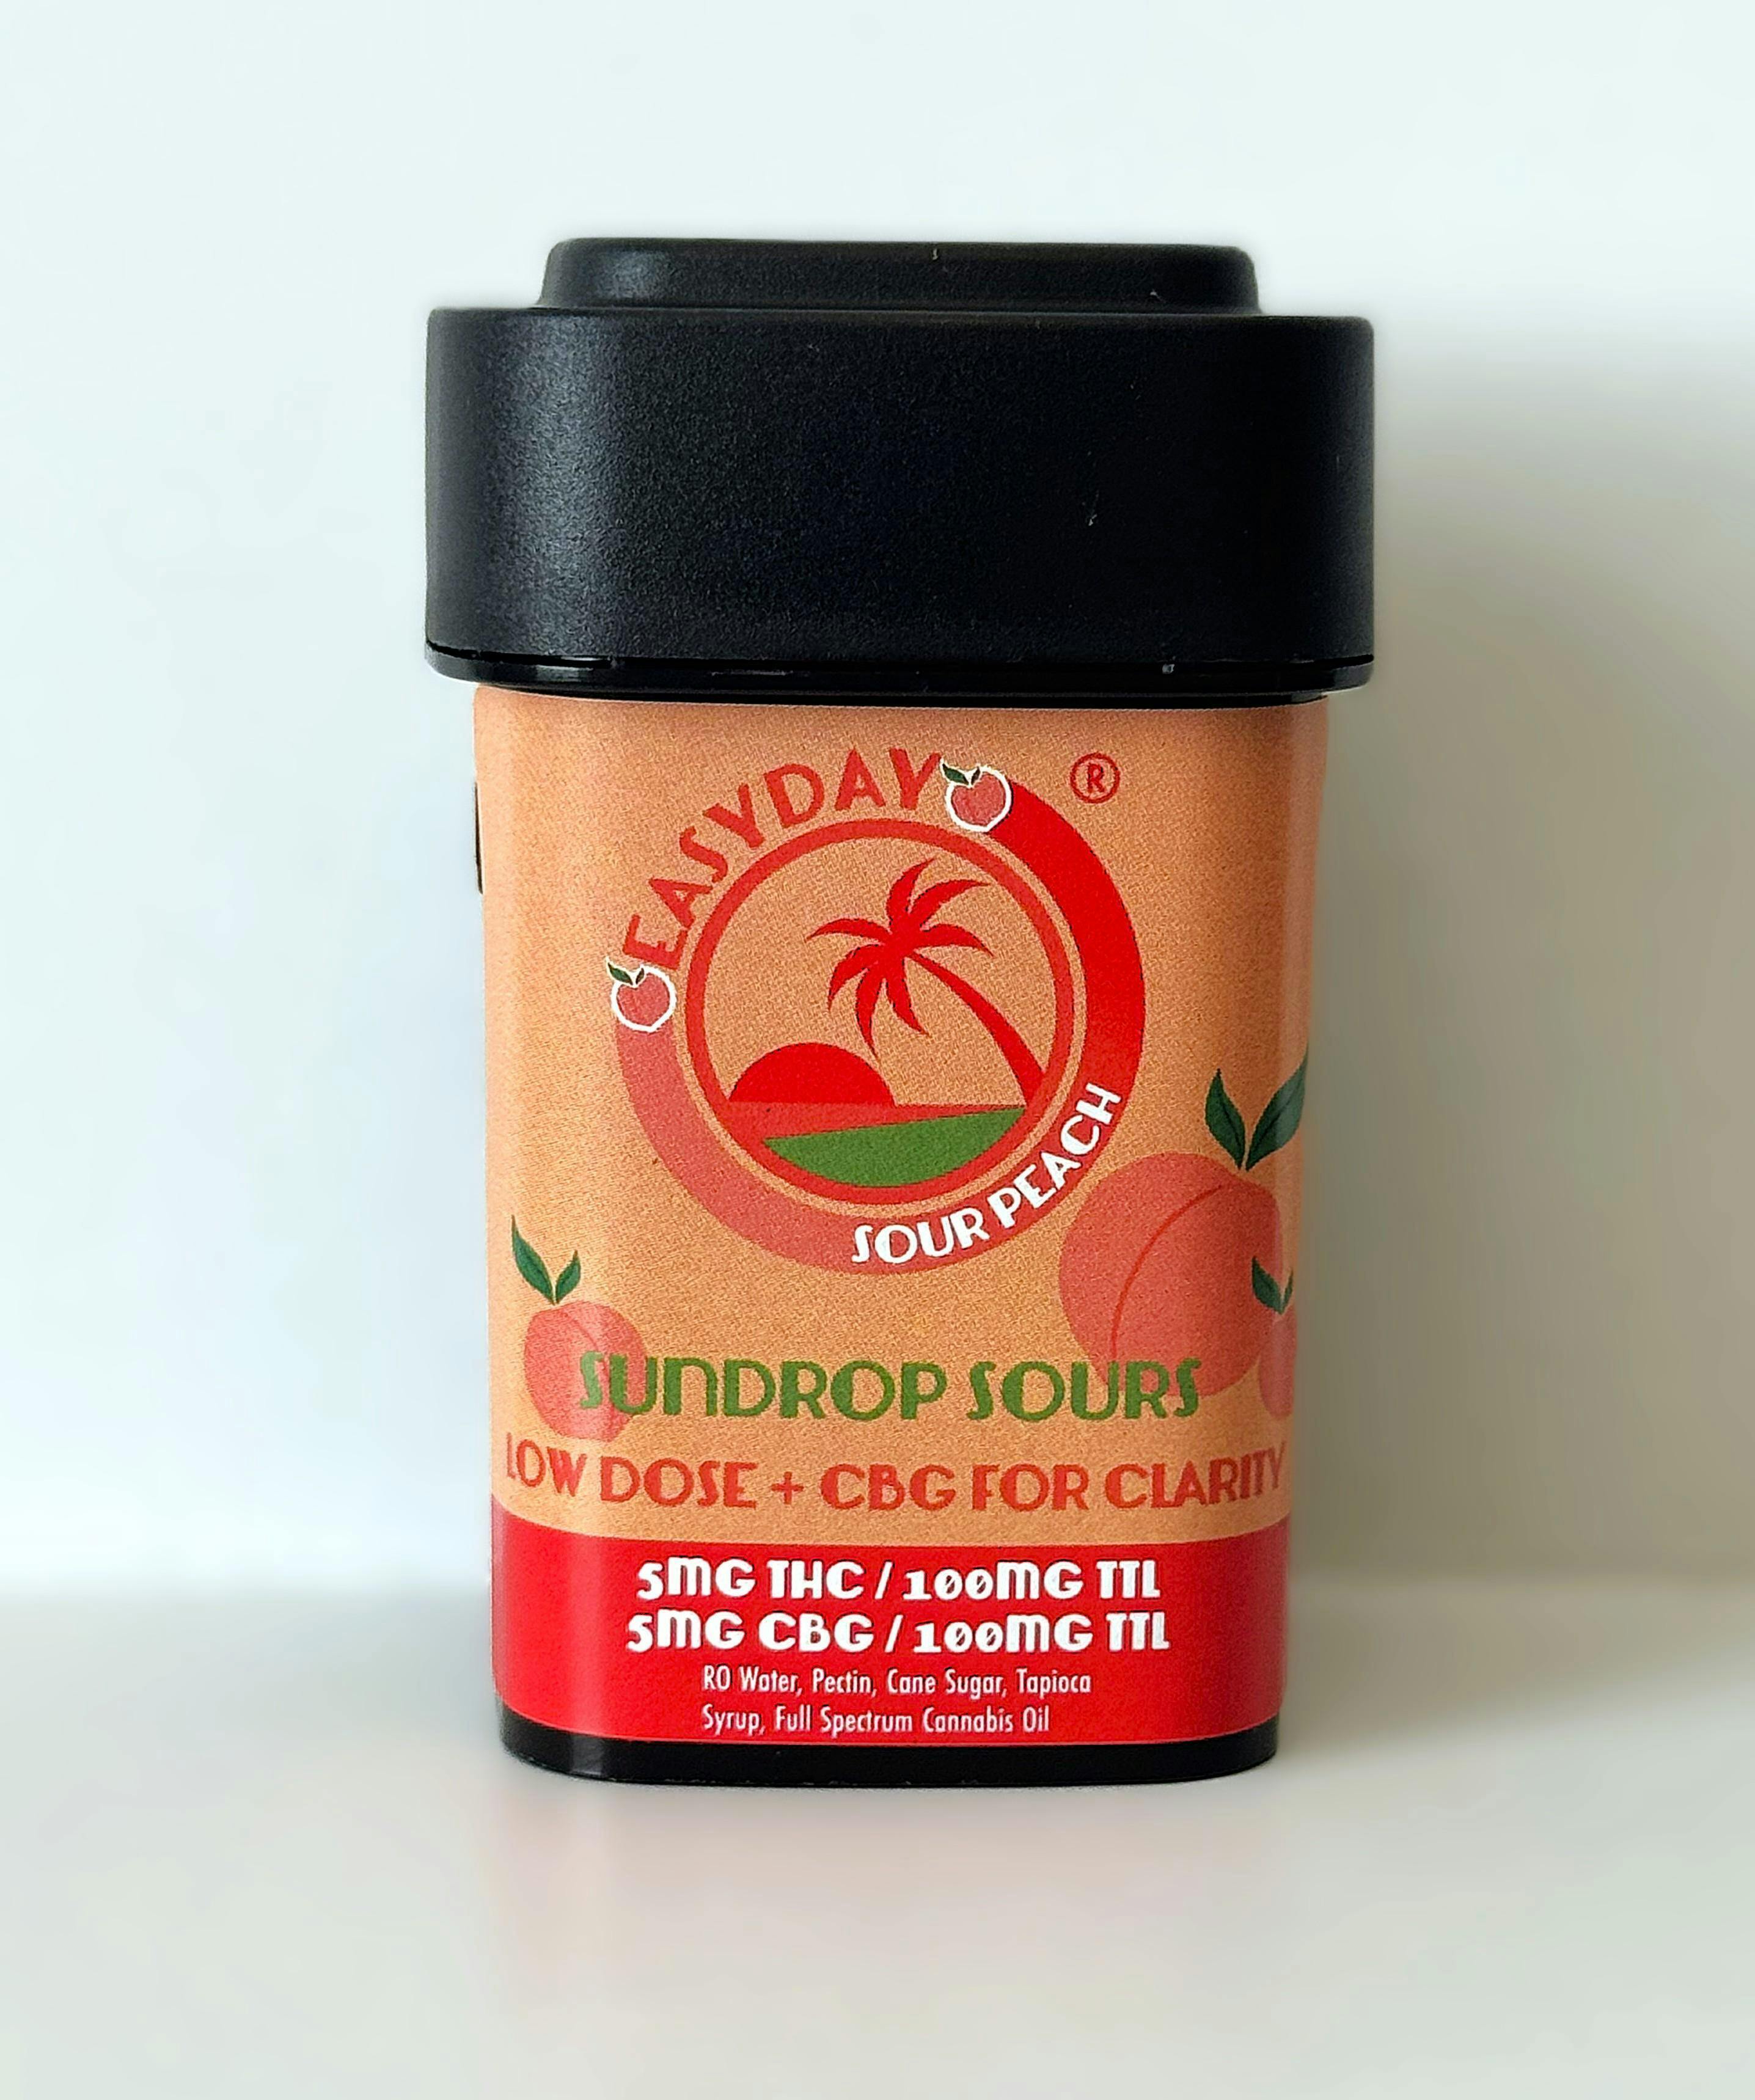 EASYDAY
®
SOUR PEACH
SUNDROP SOURS
LOW DOSE + CBG FOR CLARITY
5MG THC / 100MG TTL
5MG CBG / 100MG TTL
RO Water, Pectin, Cane Sugar, Tapioca
Syrup, Full Spectrum Cannabis Oil